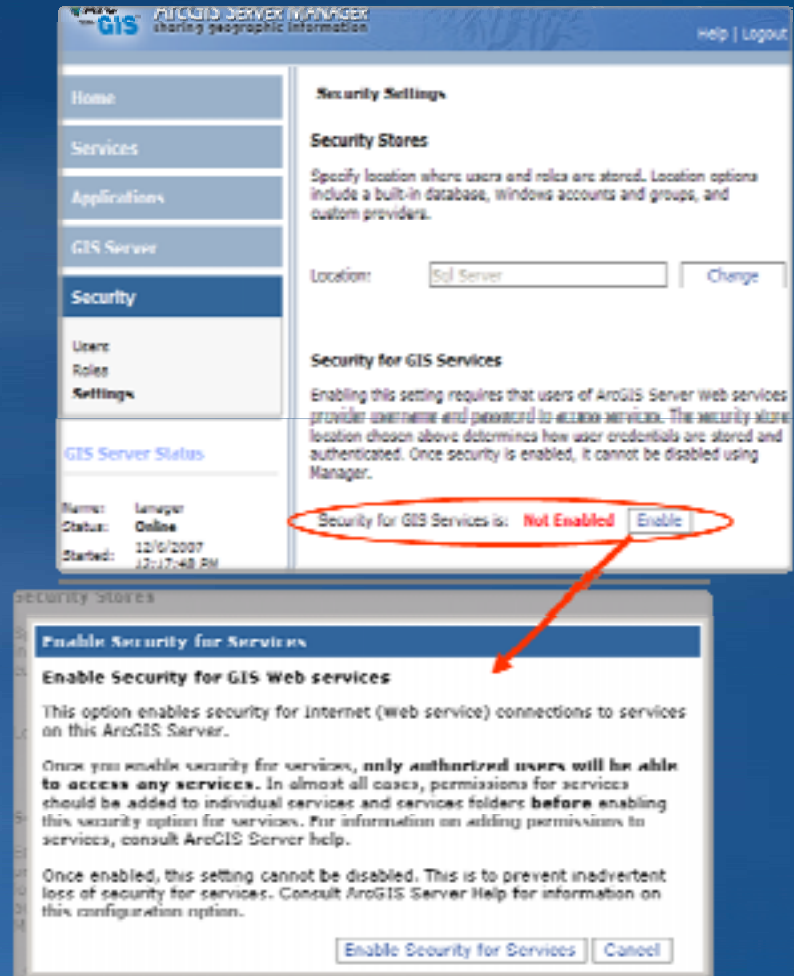 GIS ArcGIS SERVER MANAGER
sharing geographic information
Help | Logout
Home
Services
Applications
GIS Server
Security
Users
Roles
Settings
GIS Server Status
Name:
Status: Online
Started: 12/6/2007
12:17:48 PM
Security Settings
Security Stores
Specify location where users and roles are stored. Location options
include a built-in database, Windows accounts and groups, and
custom providers.
Location: Sql Server Change
Security for GIS Services
Enabling this setting requires that users of ArcGIS Server Web services
provider username and password to access services. The security store
location chosen above determines how user credentials are stored and
authenticated. Once security is enabled, it cannot be disabled using
Manager.
Security for GIS Services is: Not Enabled Enable
Security Stores
Enable Security for Services
Enable Security for GIS Web services
This option enables security for Internet (Web service) connections to services
on this ArcGIS Server.
Once you enable security for services, only authorized users will be able
to access any services. In almost all cases, permissions for services
should be added to individual services and services folders before enabling
this security option for services. For information on adding permissions to
services, consult ArcGIS Server help.
Once enabled, this setting cannot be disabled. This is to prevent inadvertent
loss of security for services. Consult ArcGIS Server Help for information on
this configuration option.
Enable Security for Services Cancel